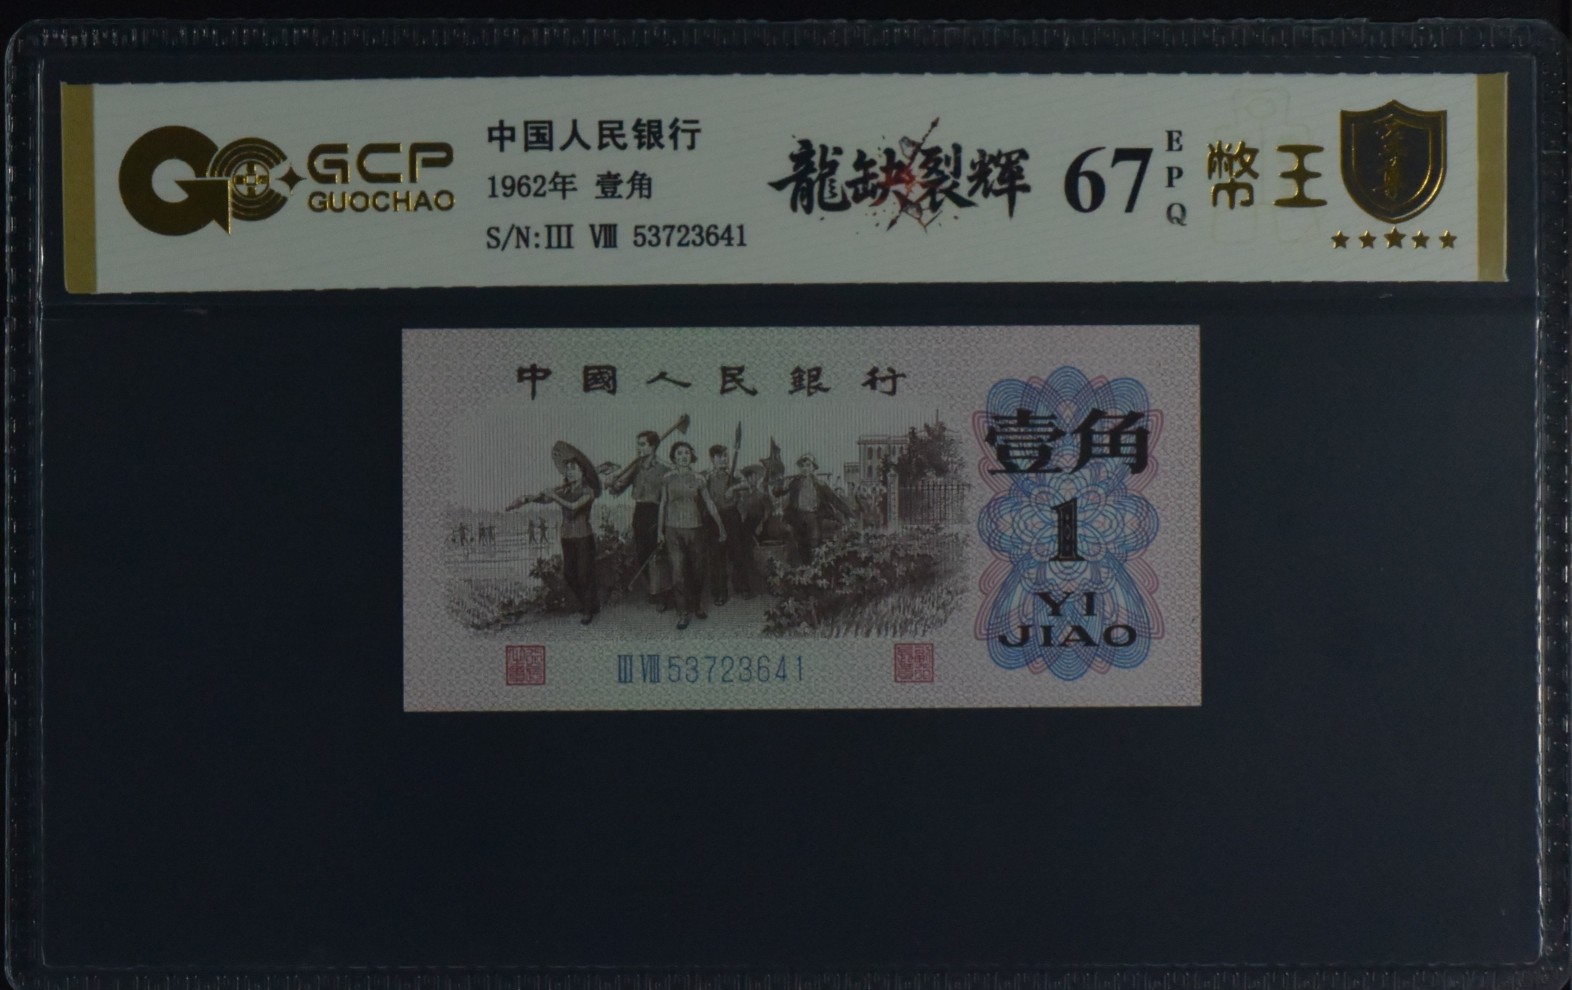 GCP
GUOCHAO
中国人民银行
1962年 壹角
S/N:III VIII 53723641
龍缺裂輝
67
EPQ
幣王
中國人民銀行
壹角
1
YI
JIAO
III VIII 53723641